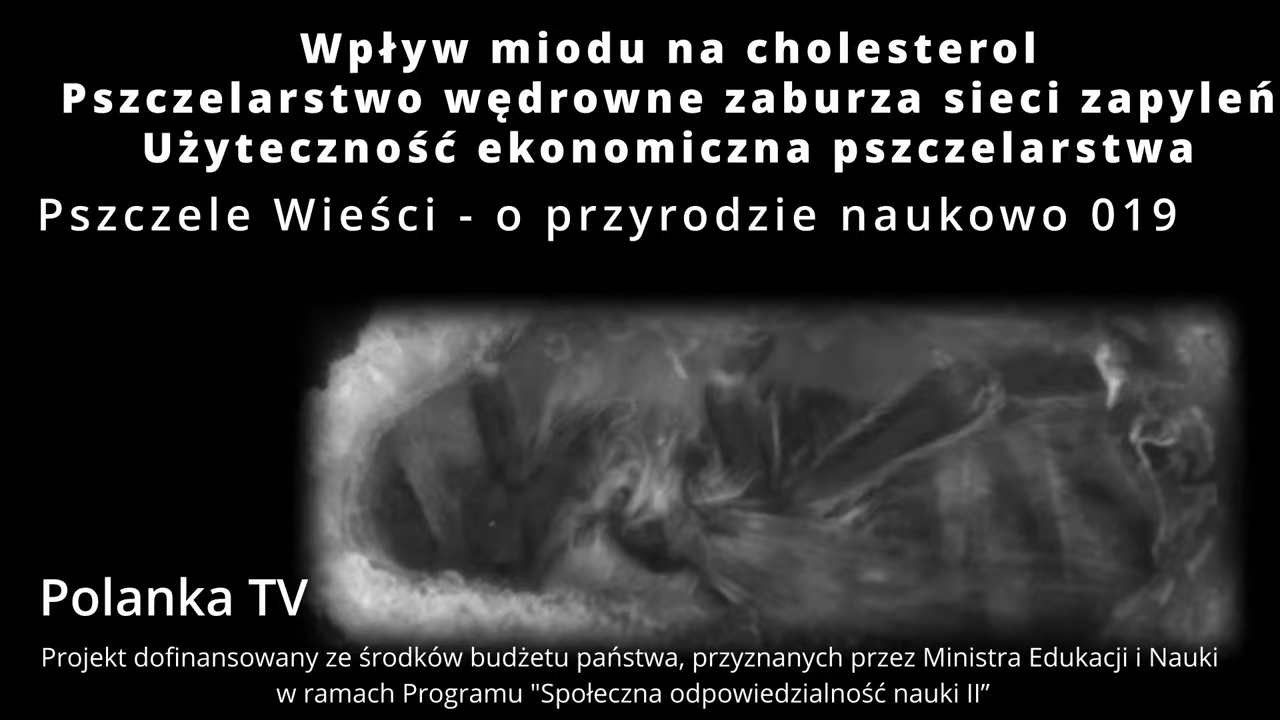 Wpływ miodu na cholesterol
Pszczelarstwo wędrowne zaburza sieci zapyleń
Użyteczność ekonomiczna pszczelarstwa
Pszczele Wieści - o przyrodzie naukowo 019
Polanka TV
Projekt dofinansowany ze środków budżetu państwa, przyznanych przez Ministra Edukacji i Nauki
w ramach Programu "Społeczna odpowiedzialność nauki II”